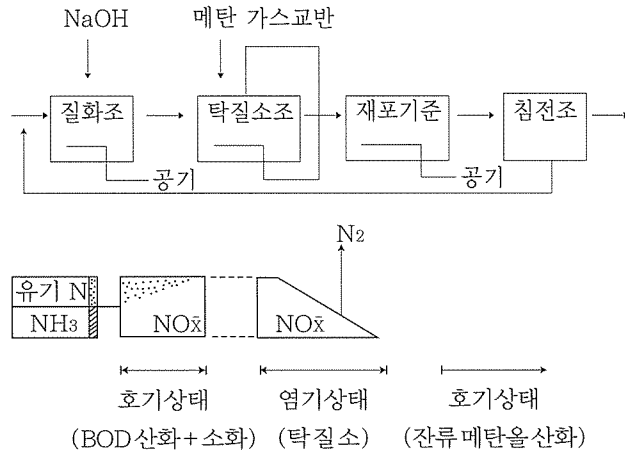 NaOH 메탄 가스교반
질화조 탈질소조 재포기준 침전조
공기 공기
N₂
유기 N
NH₃ NOx̄ NOx̄
호기상태 염기상태 호기상태
(BOD산화+소화) (탁질소) (잔류메탄올산화)